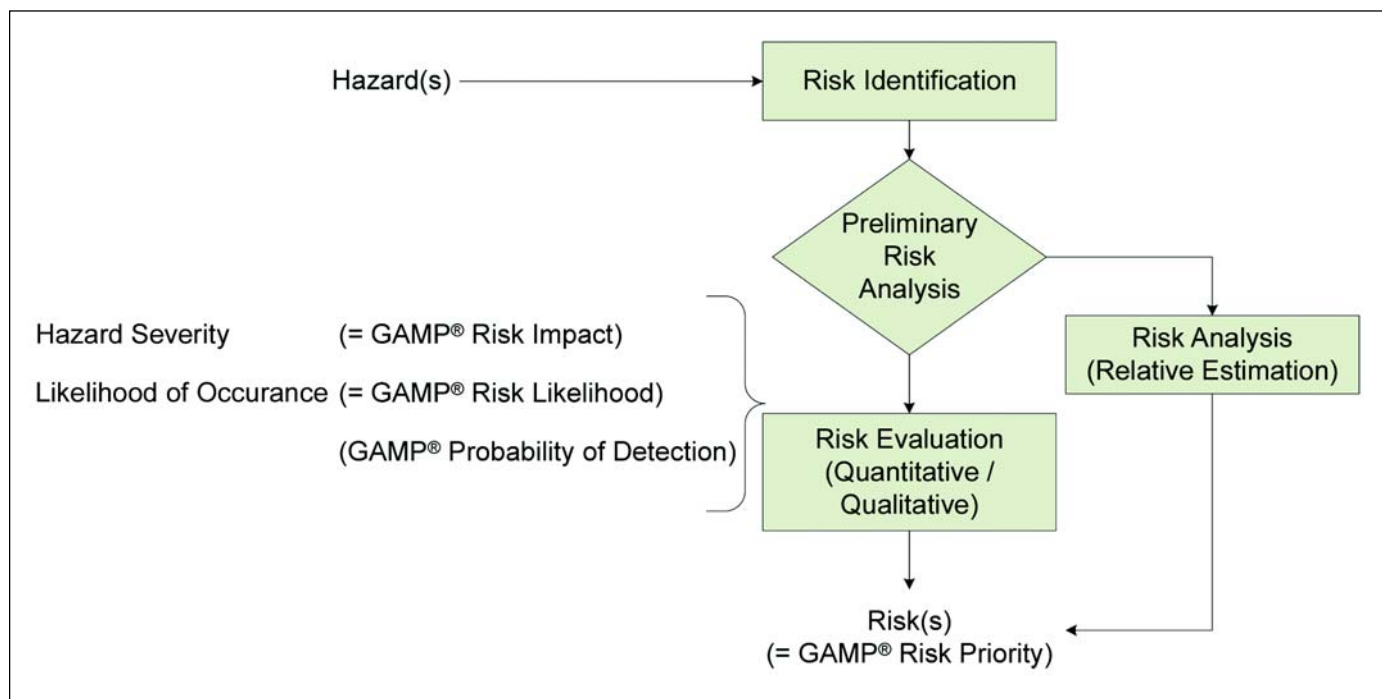 Hazard(s)
Risk Identification
Preliminary
Risk
Analysis
Hazard Severity (= GAMP® Risk Impact)
Likelihood of Occurance (= GAMP® Risk Likelihood)
(GAMP® Probability of Detection)
Risk Analysis
(Relative Estimation)
Risk Evaluation
(Quantitative /
Qualitative)
Risk(s)
(= GAMP® Risk Priority)